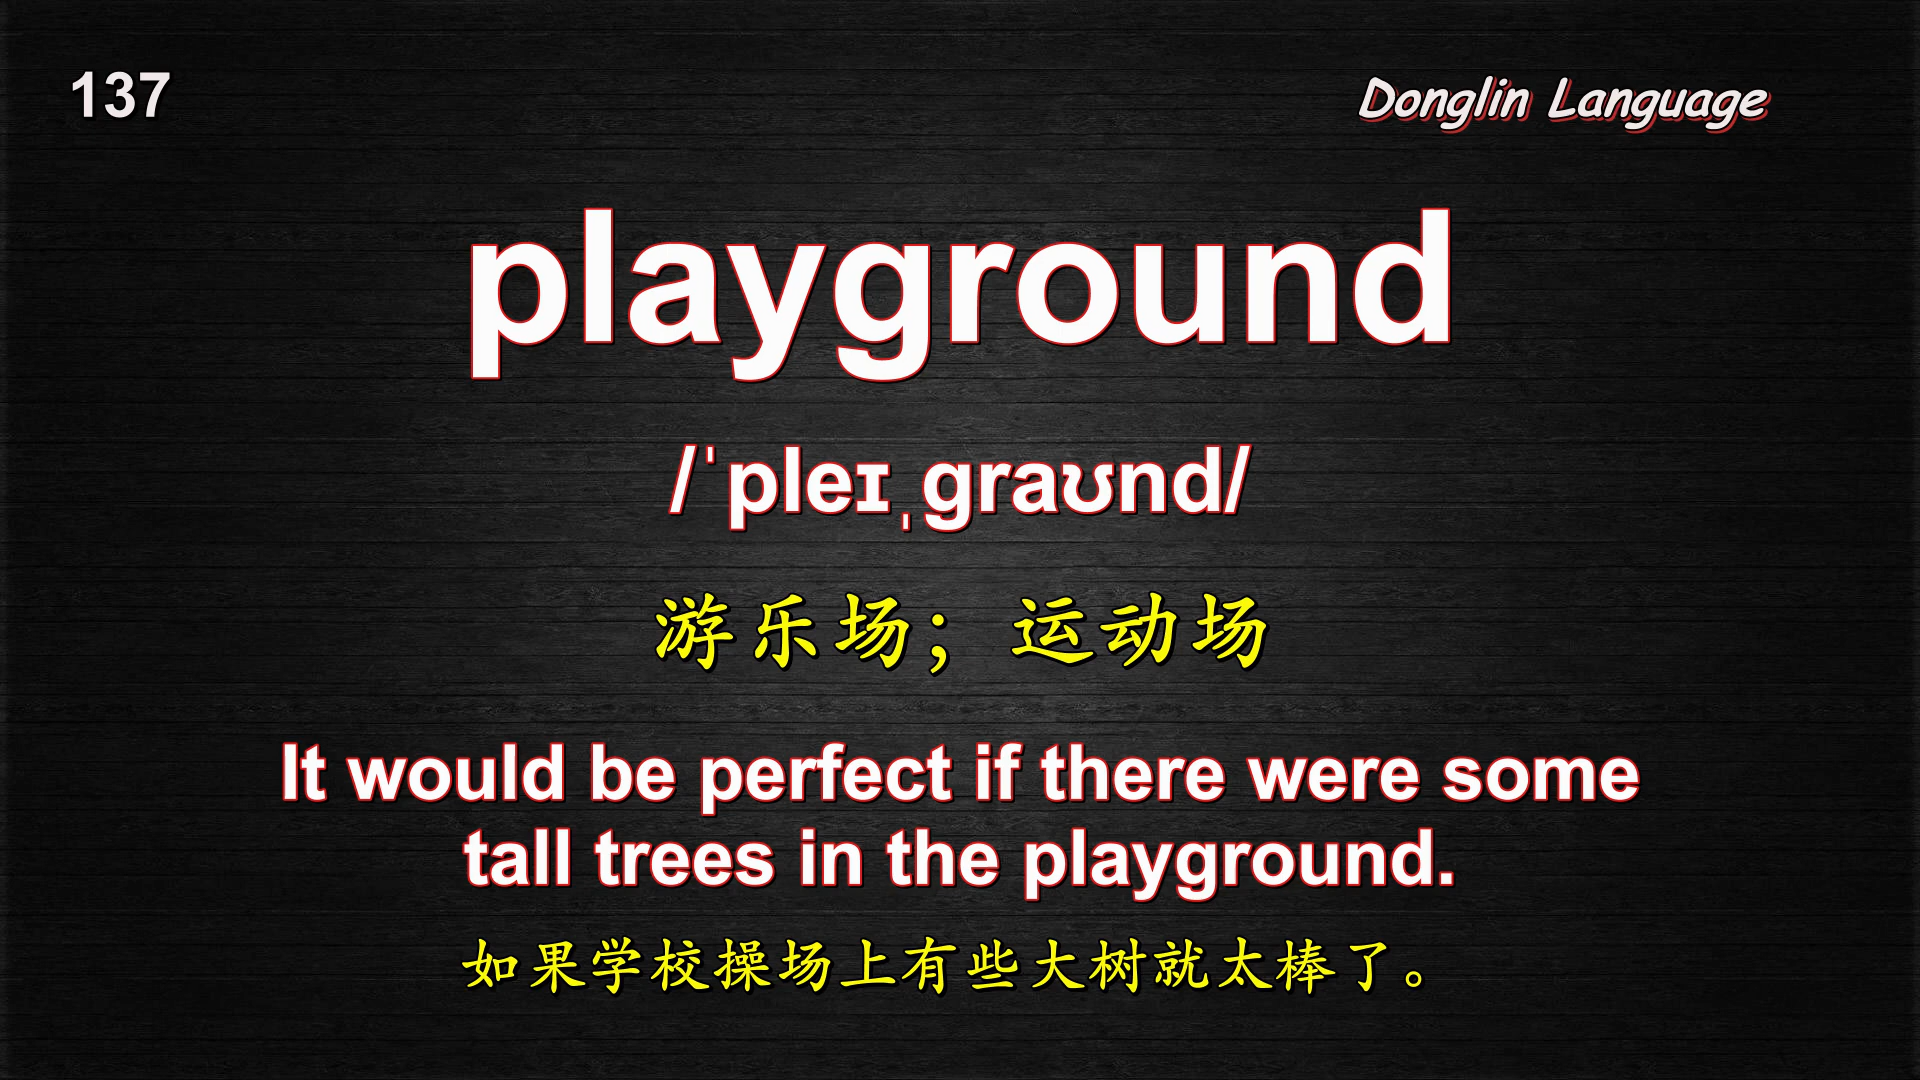 137
Donglin Language
playground
/ˈpleɪˌgraʊnd/
游乐场；运动场
It would be perfect if there were some
tall trees in the playground.
如果学校操场上有些大树就太棒了。